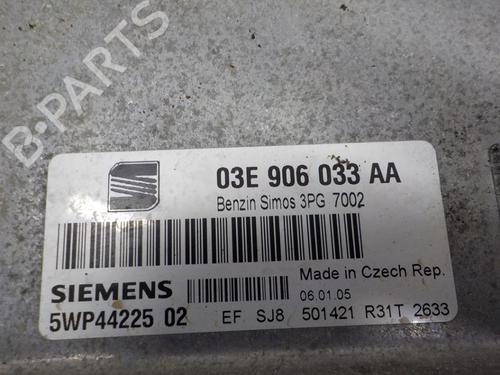 B-PARTS
03E 906 033 AA
Benzin Simos 3PG 7002
SIEMENS
Made in Czech Rep.
06.01.05
5WP44225 02
EF SJ8 501421 R31T 2633